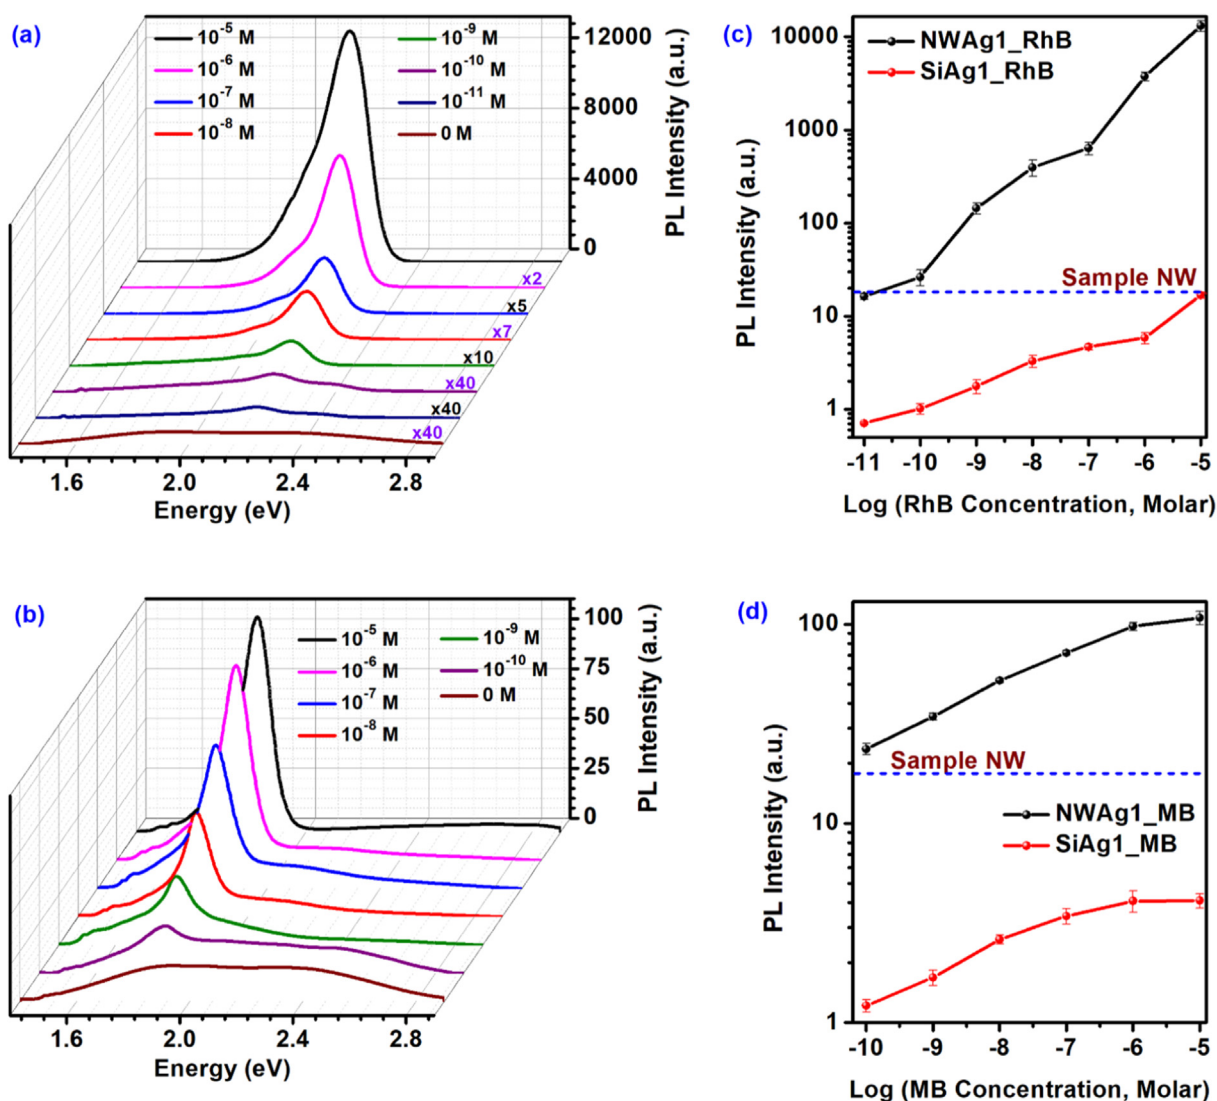 (a)
10⁻⁵ M
10⁻⁶ M
10⁻⁷ M
10⁻⁸ M
10⁻⁹ M
10⁻¹⁰ M
10⁻¹¹ M
0 M
12000
8000
4000
0
PL Intensity (a.u.)
x2
x5
x7
x10
x40
x40
x40
1.6 2.0 2.4 2.8
Energy (eV)
(b)
10⁻⁵ M
10⁻⁶ M
10⁻⁷ M
10⁻⁸ M
10⁻⁹ M
10⁻¹⁰ M
0 M
100
75
50
25
0
PL Intensity (a.u.)
1.6 2.0 2.4 2.8
Energy (eV)
(c)
NWAg1_RhB
SiAg1_RhB
10000
1000
100
10
1
PL Intensity (a.u.)
Sample NW
-11 -10 -9 -8 -7 -6 -5
Log (RhB Concentration, Molar)
(d)
100
10
1
PL Intensity (a.u.)
Sample NW
NWAg1_MB
SiAg1_MB
-10 -9 -8 -7 -6 -5
Log (MB Concentration, Molar)